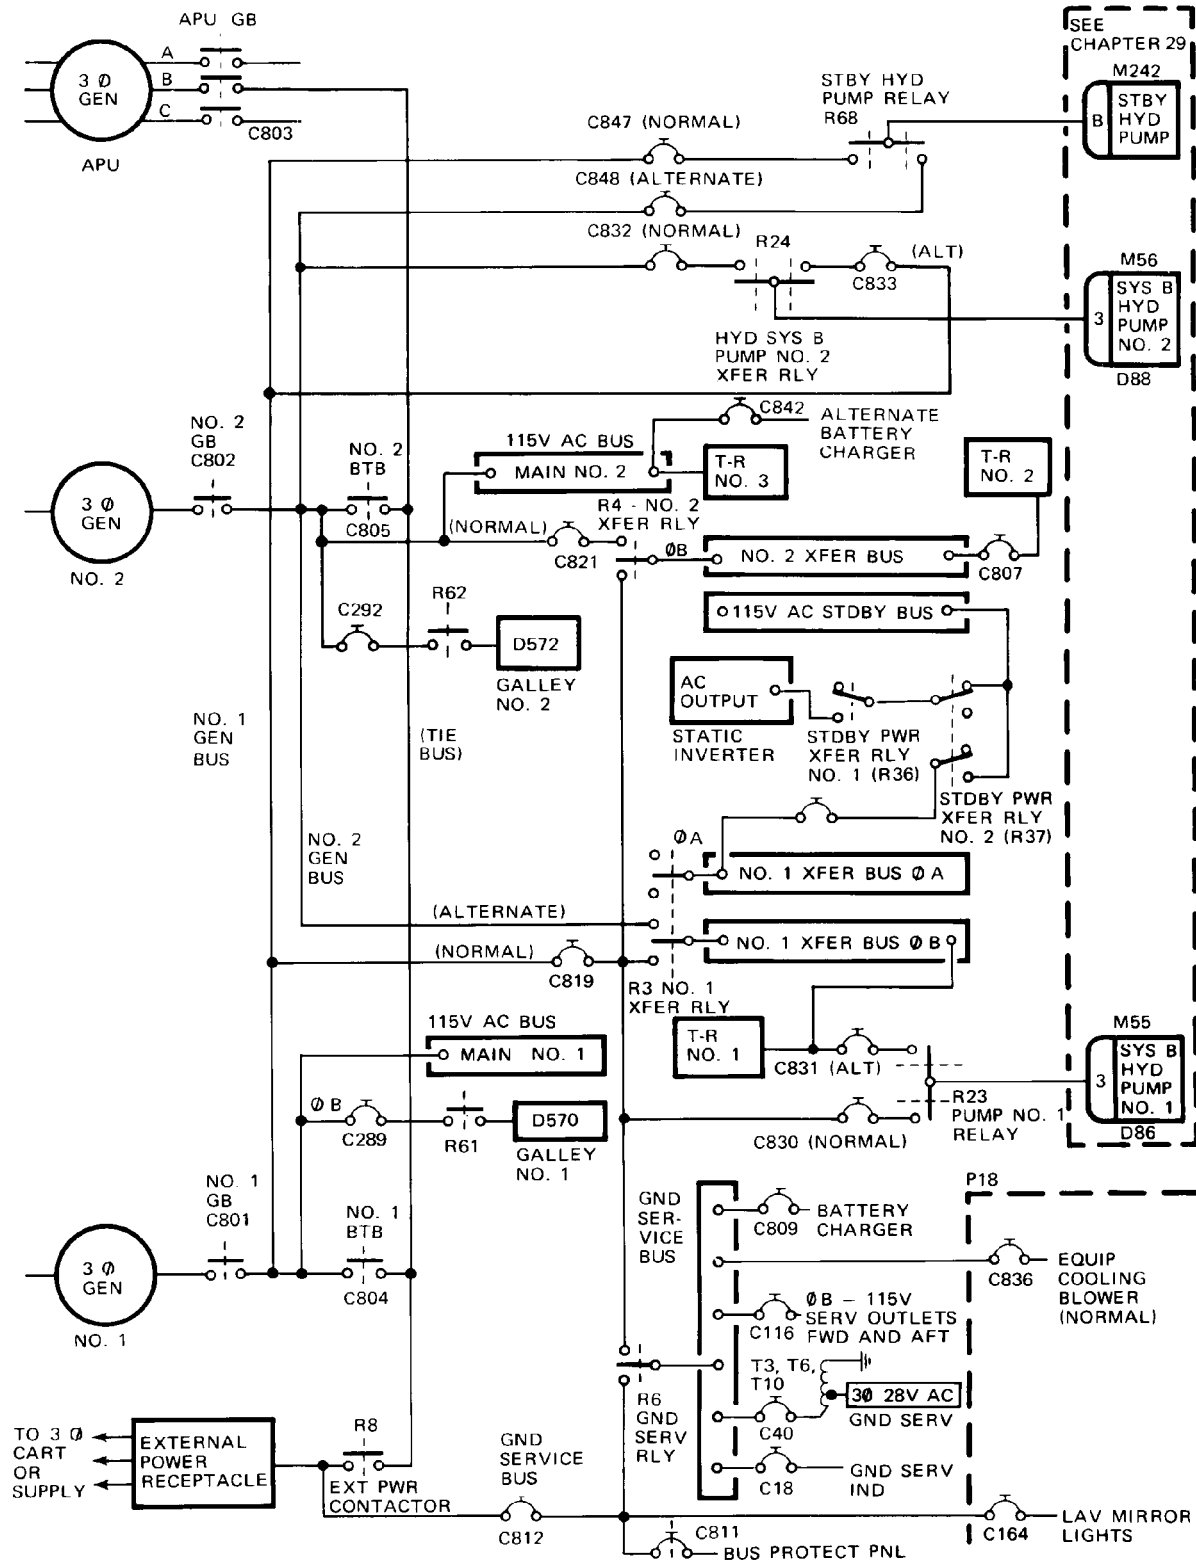 APU GB
A
B
C
3 Ø
GEN
C803
APU
SEE
CHAPTER 29
M242
STBY
HYD
PUMP
B
STBY HYD
PUMP RELAY
R68
C847 (NORMAL)
C848 (ALTERNATE)
C832 (NORMAL)
R24
(ALT)
C833
M56
SYS B
HYD
PUMP
NO. 2
3
D88
HYD SYS B
PUMP NO. 2
XFER RLY
C842
ALTERNATE
BATTERY
CHARGER
NO. 2
GB
C802
NO. 2
BTB
115V AC BUS
MAIN NO. 2
T-R
NO. 3
T-R
NO. 2
3 Ø
GEN
NO. 2
C805
(NORMAL)
R4 - NO. 2
XFER RLY
C821
ØB
NO. 2 XFER BUS
C807
C292
R62
D572
GALLEY
NO. 2
115V AC STDBY BUS
AC
OUTPUT
STATIC
INVERTER
STDBY PWR
XFER RLY
NO. 1 (R36)
STDBY PWR
XFER RLY
NO. 2 (R37)
NO. 1
GEN
BUS
(TIE
BUS)
NO. 2
GEN
BUS
Ø A
NO. 1 XFER BUS Ø A
(ALTERNATE)
(NORMAL)
C819
NO. 1 XFER BUS Ø B
R3 NO. 1
XFER RLY
115V AC BUS
MAIN NO. 1
T-R
NO. 1
C831 (ALT)
M55
SYS B
HYD
PUMP
NO. 1
3
D86
R23
PUMP NO. 1
RELAY
C830 (NORMAL)
Ø B
C289
R61
D570
GALLEY
NO. 1
NO. 1
GB
C801
NO. 1
BTB
C804
3 Ø
GEN
NO. 1
GND
SER-
VICE
BUS
C809
BATTERY
CHARGER
P18
C836
EQUIP
COOLING
BLOWER
(NORMAL)
C116
ØB – 115V
SERV OUTLETS
FWD AND AFT
T3, T6,
T10
C40
3Ø 28V AC
GND SERV
R6
GND
SERV
RLY
C18
GND SERV
IND
TO 3 Ø
CART
OR
SUPPLY
EXTERNAL
POWER
RECEPTACLE
R8
EXT PWR
CONTACTOR
GND
SERVICE
BUS
C812
C811
BUS PROTECT PNL
C164
LAV MIRROR
LIGHTS